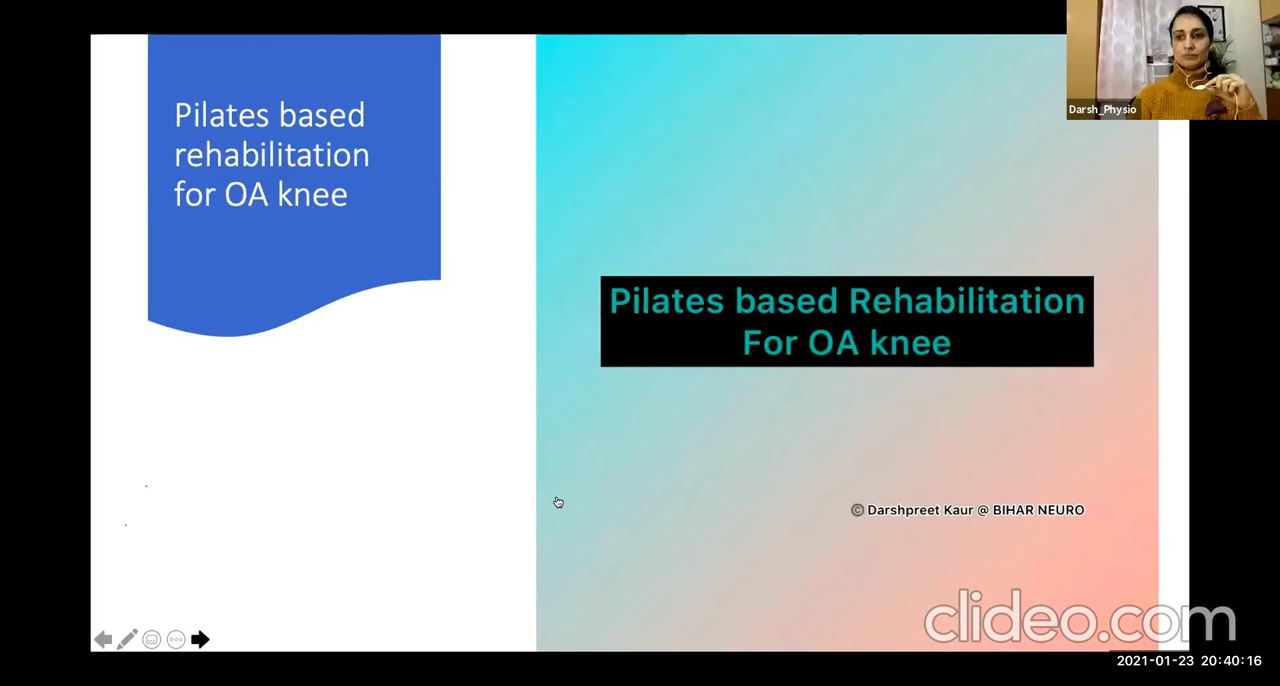 Pilates based
rehabilitation
for OA knee
Darsh_Physio
Pilates based Rehabilitation
For OA knee
© Darshpreet Kaur @ BIHAR NEURO
clideo.com
2021-01-23 20:40:16